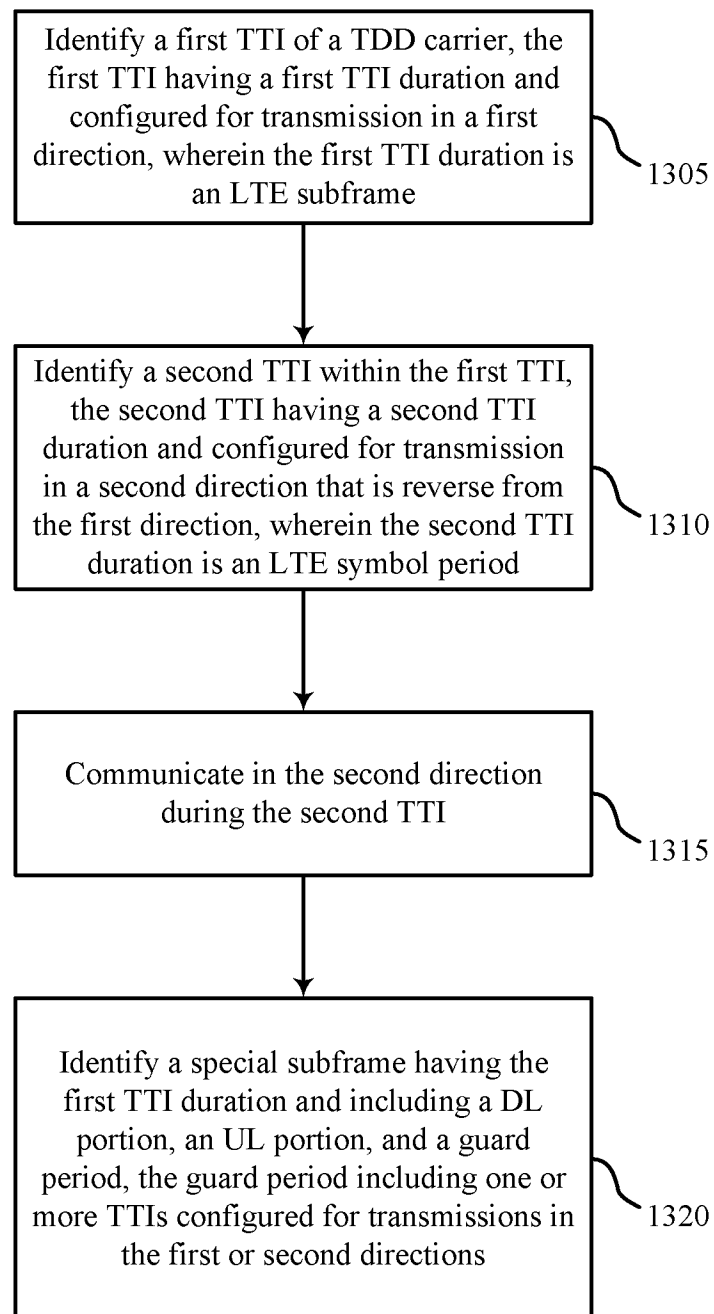 Identify a first TTI of a TDD carrier, the
first TTI having a first TTI duration and
configured for transmission in a first
direction, wherein the first TTI duration is
an LTE subframe
1305
Identify a second TTI within the first TTI,
the second TTI having a second TTI
duration and configured for transmission
in a second direction that is reverse from
the first direction, wherein the second TTI
duration is an LTE symbol period
1310
Communicate in the second direction
during the second TTI
1315
Identify a special subframe having the
first TTI duration and including a DL
portion, an UL portion, and a guard
period, the guard period including one or
more TTIs configured for transmissions in
the first or second directions
1320